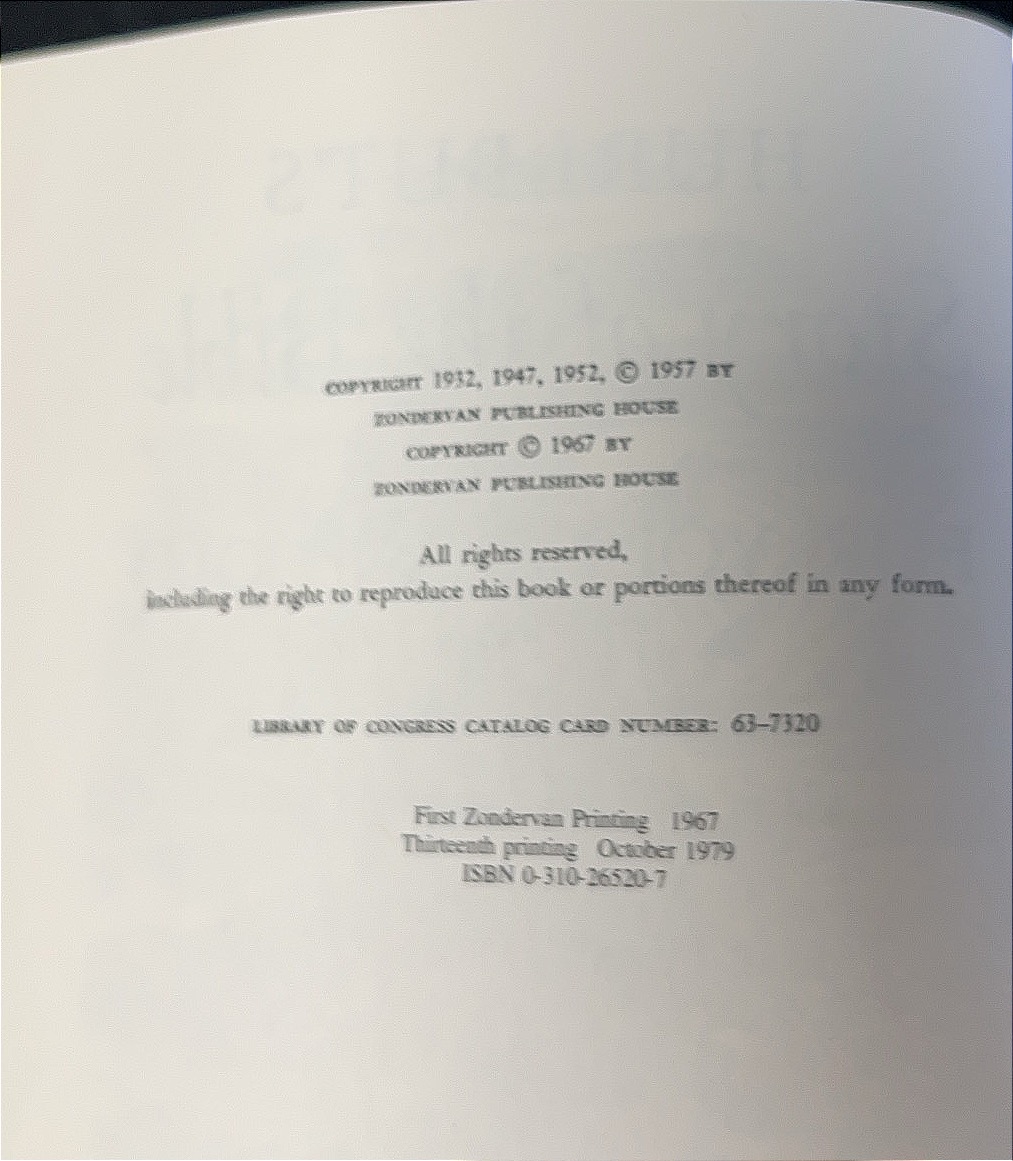 COPYRIGHT 1932, 1947, 1952, © 1957 BY
ZONDERVAN PUBLISHING HOUSE
COPYRIGHT © 1967 BY
ZONDERVAN PUBLISHING HOUSE
All rights reserved,
including the right to reproduce this book or portions thereof in any form.
LIBRARY OF CONGRESS CATALOG CARD NUMBER: 63-7320
First Zondervan Printing 1967
Thirteenth printing October 1979
ISBN 0-310-26520-7